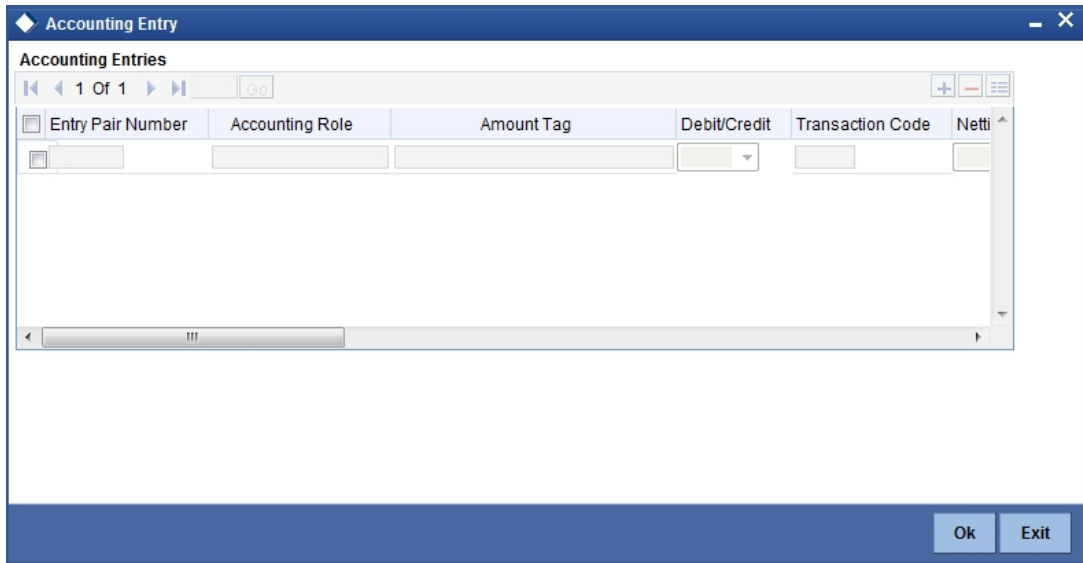 Accounting Entry
Accounting Entries
1 Of 1 Go
Entry Pair Number Accounting Role Amount Tag Debit/Credit Transaction Code Netti
Ok Exit